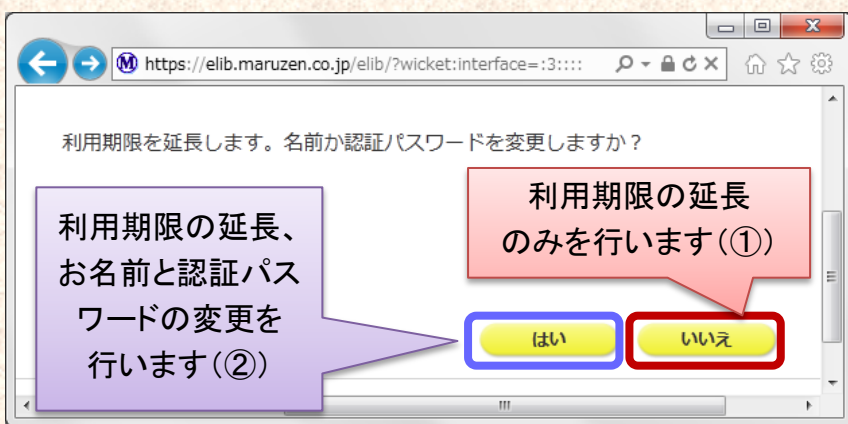 https://elib.maruzen.co.jp/elib/?wicket:interface=:3::::
利用期限を延長します。名前か認証パスワードを変更しますか？
利用期限の延長、
お名前と認証パス
ワードの変更を
行います(②)
利用期限の延長
のみを行います(①)
はい
いいえ